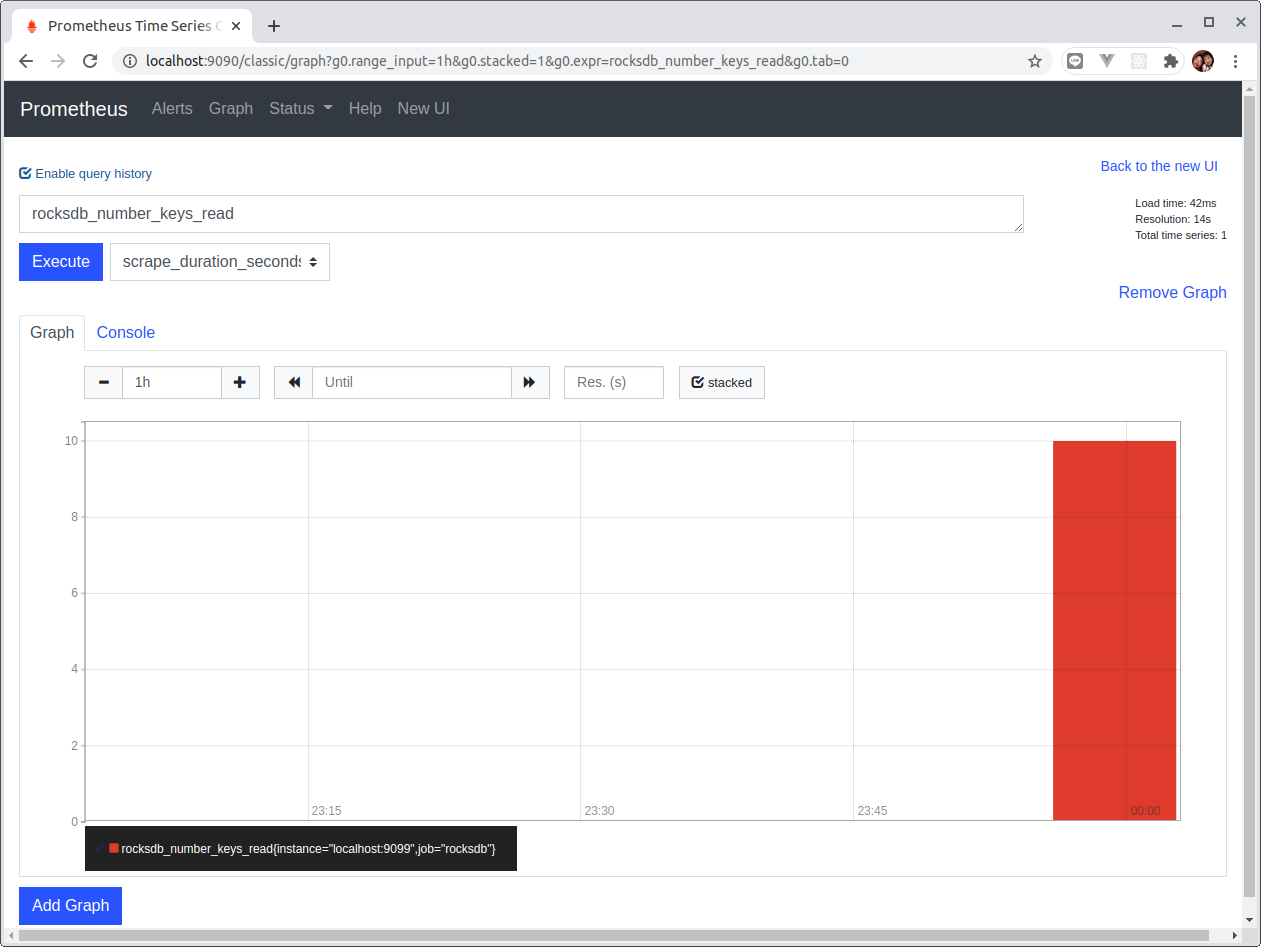 Prometheus Time Series C
localhost:9090/classic/graph?g0.range_input=1h&g0.stacked=1&g0.expr=rocksdb_number_keys_read&g0.tab=0
Prometheus Alerts Graph Status Help New UI
Enable query history
Back to the new UI
rocksdb_number_keys_read
Load time: 42ms
Resolution: 14s
Total time series: 1
Execute scrape_duration_seconds
Remove Graph
Graph Console
1h Until Res. (s) stacked
10
8
6
4
2
0
23:15 23:30 23:45 00:00
rocksdb_number_keys_read{instance="localhost:9099",job="rocksdb"}
Add Graph